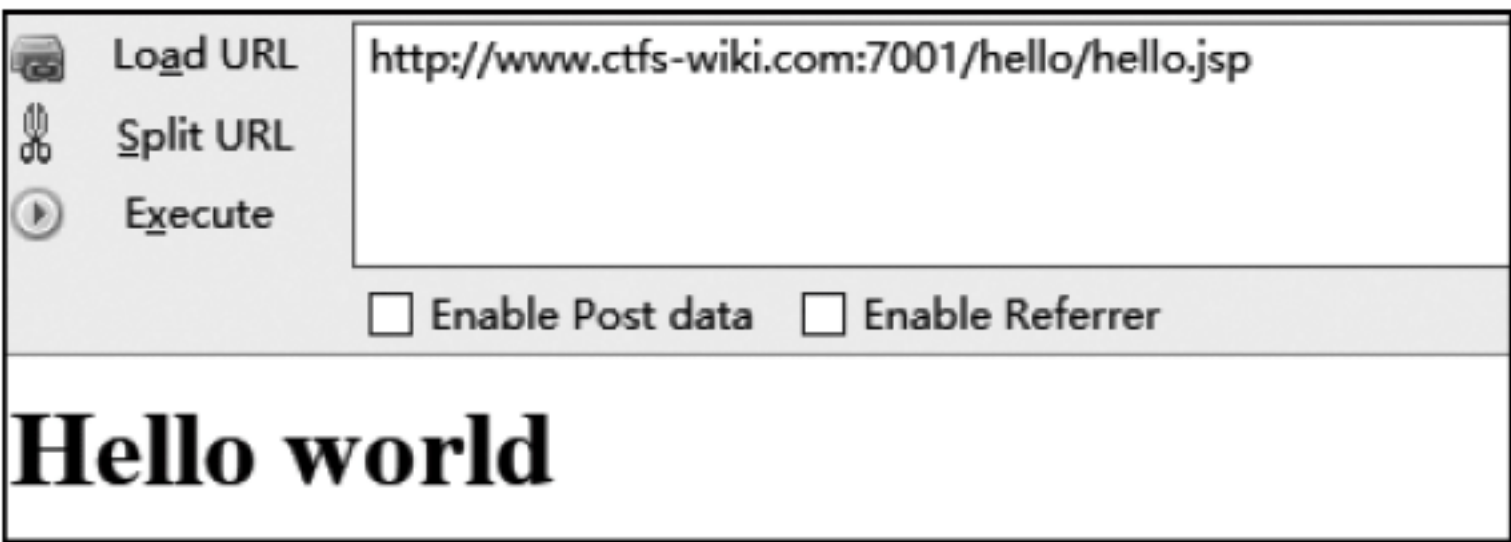 Load URL
http://www.ctfs-wiki.com:7001/hello/hello.jsp
Split URL
Execute
Enable Post data
Enable Referrer
Hello world